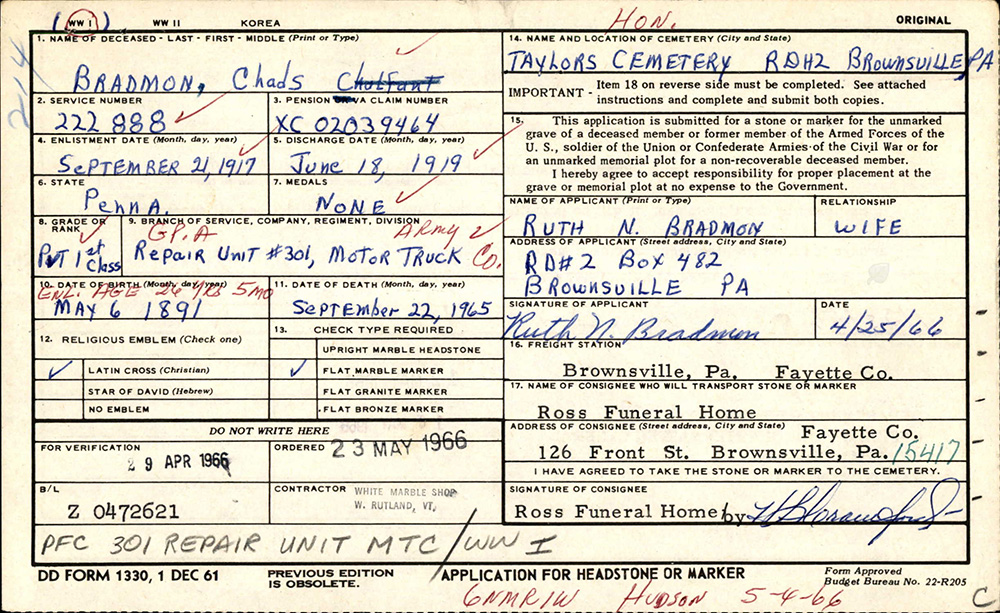 (WW I) WW II KOREA HON. ORIGINAL
214
1. NAME OF DECEASED - LAST - FIRST - MIDDLE (Print or Type)
BRADMON, Chads Chalfant
2. SERVICE NUMBER
222 888
3. PENSION OR VA CLAIM NUMBER
XC 02039464
4. ENLISTMENT DATE (Month, day, year)
SEPTEMBER 21, 1917
5. DISCHARGE DATE (Month, day, year)
June 18, 1919
6. STATE
Penna.
7. MEDALS
NONE
8. GRADE OR RANK
PVT 1st Class
9. BRANCH OF SERVICE, COMPANY, REGIMENT, DIVISION
GP. A Army
Repair Unit #301, MOTOR TRUCK Co.
10. DATE OF BIRTH (Month, day, year)
ENL. AGE 26 YRS 5 MO
MAY 6 1891
11. DATE OF DEATH (Month, day, year)
September 22, 1965
12. RELIGIOUS EMBLEM (Check one)
LATIN CROSS (Christian)
STAR OF DAVID (Hebrew)
NO EMBLEM
13. CHECK TYPE REQUIRED
UPRIGHT MARBLE HEADSTONE
FLAT MARBLE MARKER
FLAT GRANITE MARKER
FLAT BRONZE MARKER
DO NOT WRITE HERE
FOR VERIFICATION
29 APR 1966
ORDERED
23 MAY 1966
B/L
Z 0472621
CONTRACTOR
WHITE MARBLE SHOP
W. RUTLAND, VT.
14. NAME AND LOCATION OF CEMETERY (City and State)
TAYLORS CEMETERY RD#2 BROWNSVILLE, PA
IMPORTANT - Item 18 on reverse side must be completed. See attached
instructions and complete and submit both copies.
15. This application is submitted for a stone or marker for the unmarked
grave of a deceased member or former member of the Armed Forces of the
U. S., soldier of the Union or Confederate Armies of the Civil War or for
an unmarked memorial plot for a non-recoverable deceased member.
I hereby agree to accept responsibility for proper placement at the
grave or memorial plot at no expense to the Government.
NAME OF APPLICANT (Print or Type)
RUTH N. BRADMON
RELATIONSHIP
WIFE
ADDRESS OF APPLICANT (Street address, City and State)
RD#2 BOX 482
BROWNSVILLE PA
SIGNATURE OF APPLICANT
Ruth N. Bradmon
DATE
4/25/66
16. FREIGHT STATION
Brownsville, Pa. Fayette Co.
17. NAME OF CONSIGNEE WHO WILL TRANSPORT STONE OR MARKER
Ross Funeral Home
ADDRESS OF CONSIGNEE (Street address, City and State)
Fayette Co.
126 Front St. Brownsville, Pa. 15417
I HAVE AGREED TO TAKE THE STONE OR MARKER TO THE CEMETERY.
SIGNATURE OF CONSIGNEE
Ross Funeral Home by
PFC 301 REPAIR UNIT MTC / WW I
DD FORM 1330, 1 DEC 61
PREVIOUS EDITION
IS OBSOLETE.
APPLICATION FOR HEADSTONE OR MARKER
Form Approved
Budget Bureau No. 22-R205
HUDSON 5-4-66
C